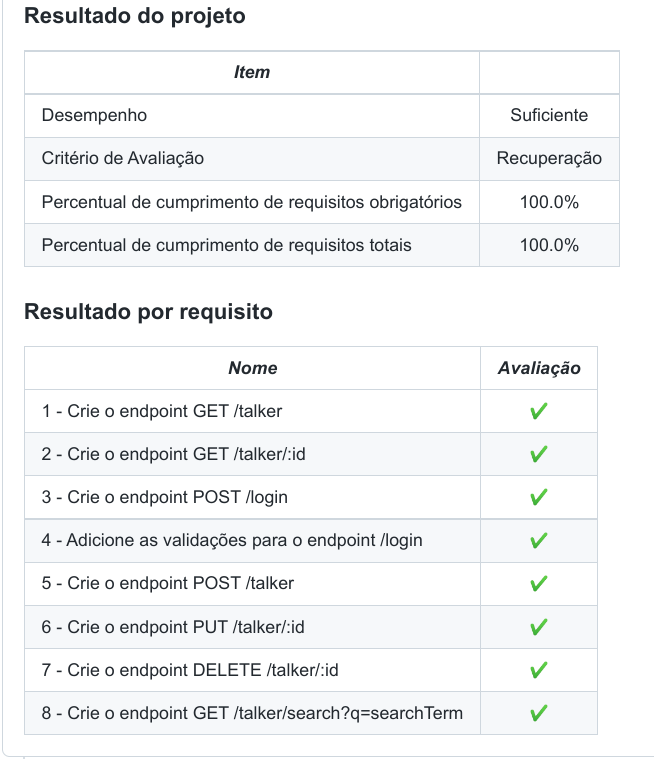 Resultado do projeto
Item
Desempenho Suficiente
Critério de Avaliação Recuperação
Percentual de cumprimento de requisitos obrigatórios 100.0%
Percentual de cumprimento de requisitos totais 100.0%
Resultado por requisito
Nome Avaliação
1 - Crie o endpoint GET /talker ✔
2 - Crie o endpoint GET /talker/:id ✔
3 - Crie o endpoint POST /login ✔
4 - Adicione as validações para o endpoint /login ✔
5 - Crie o endpoint POST /talker ✔
6 - Crie o endpoint PUT /talker/:id ✔
7 - Crie o endpoint DELETE /talker/:id ✔
8 - Crie o endpoint GET /talker/search?q=searchTerm ✔